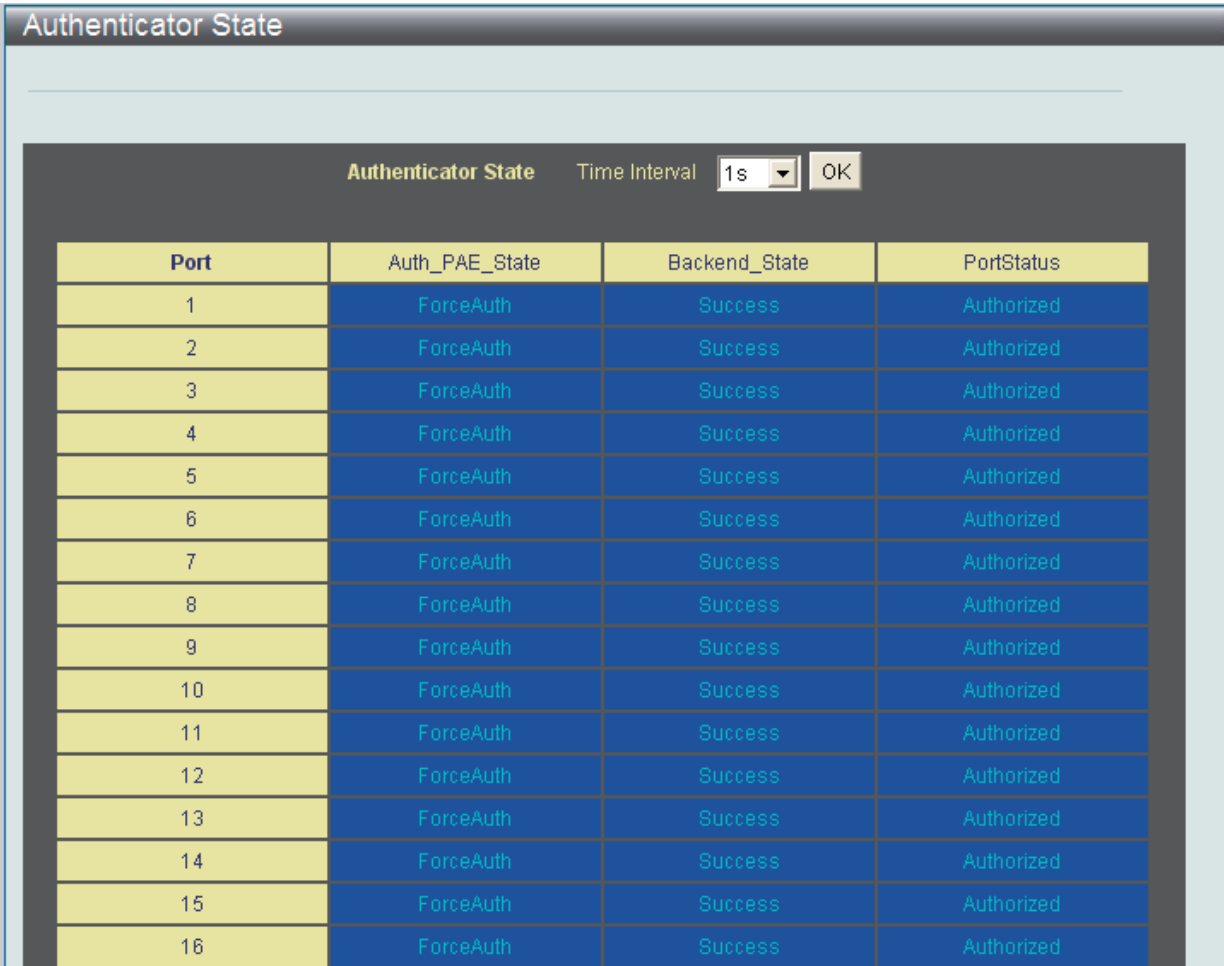 Authenticator State
Authenticator State Time Interval 1s OK
Port Auth_PAE_State Backend_State PortStatus
1 ForceAuth Success Authorized
2 ForceAuth Success Authorized
3 ForceAuth Success Authorized
4 ForceAuth Success Authorized
5 ForceAuth Success Authorized
6 ForceAuth Success Authorized
7 ForceAuth Success Authorized
8 ForceAuth Success Authorized
9 ForceAuth Success Authorized
10 ForceAuth Success Authorized
11 ForceAuth Success Authorized
12 ForceAuth Success Authorized
13 ForceAuth Success Authorized
14 ForceAuth Success Authorized
15 ForceAuth Success Authorized
16 ForceAuth Success Authorized